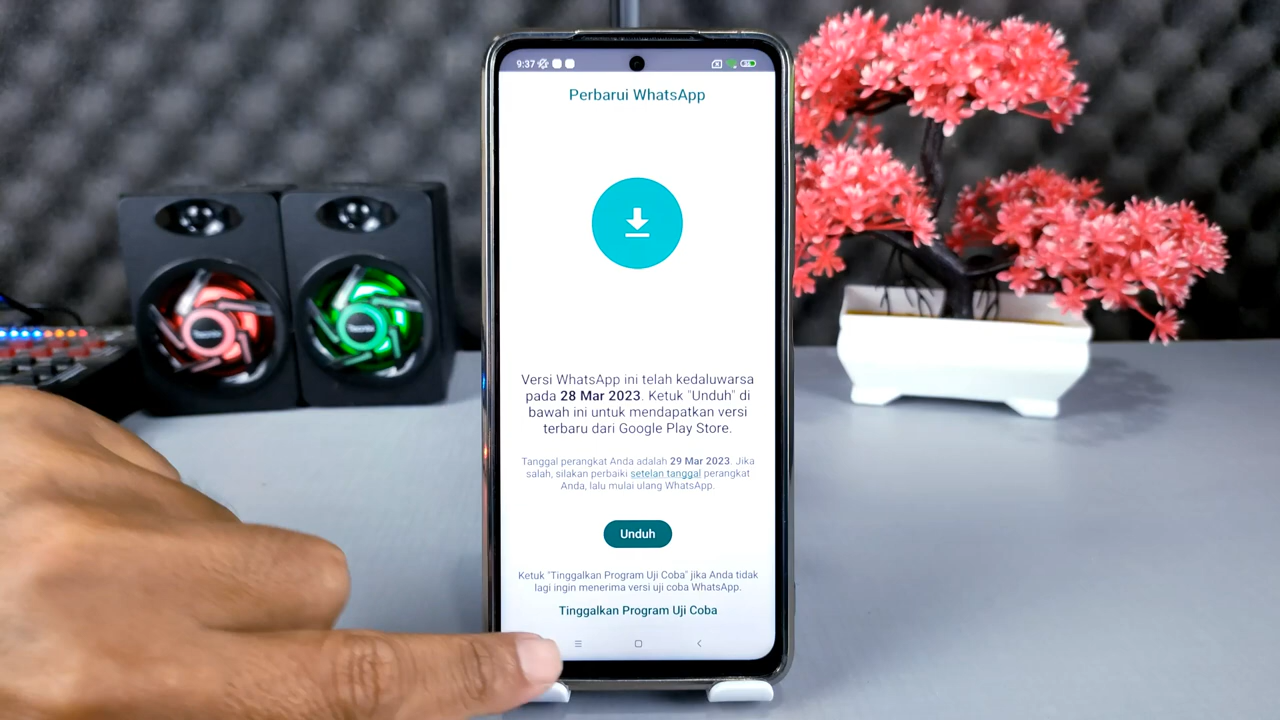 9:37
Perbarui WhatsApp
Versi WhatsApp ini telah kedaluwarsa
pada 28 Mar 2023. Ketuk "Unduh" di
bawah ini untuk mendapatkan versi
terbaru dari Google Play Store.
Tanggal perangkat Anda adalah 29 Mar 2023. Jika
salah, silakan perbaiki setelan tanggal perangkat
Anda, lalu mulai ulang WhatsApp.
Unduh
Ketuk "Tinggalkan Program Uji Coba" jika Anda tidak
lagi ingin menerima versi uji coba WhatsApp.
Tinggalkan Program Uji Coba